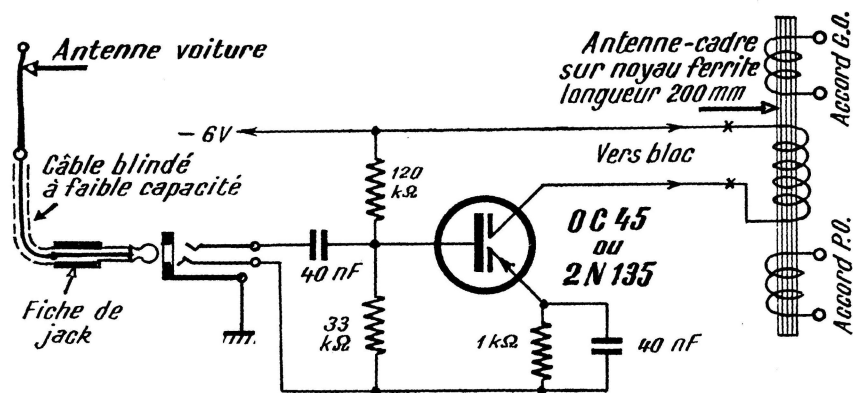 Antenne voiture
Antenne-cadre
sur noyau ferrite
longueur 200 mm
Accord G.O.
- 6V
Vers bloc
Câble blindé
à faible capacité
120
kΩ
OC 45
ou
2N 135
40 nF
Fiche de
jack
33
kΩ
1 kΩ
40 nF
Accord P.O.